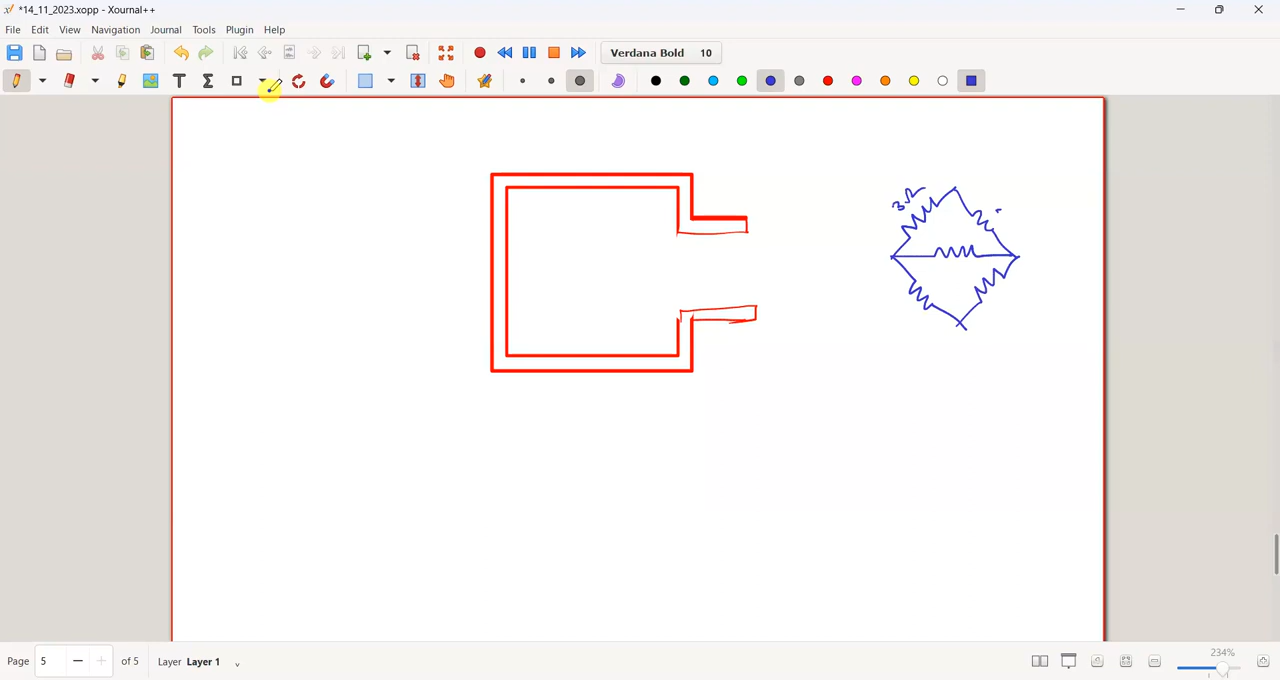 *14_11_2023.xopp - Xournal++
File Edit View Navigation Journal Tools Plugin Help
Verdana Bold 10
3Ω
Page 5 of 5 Layer Layer 1
234%